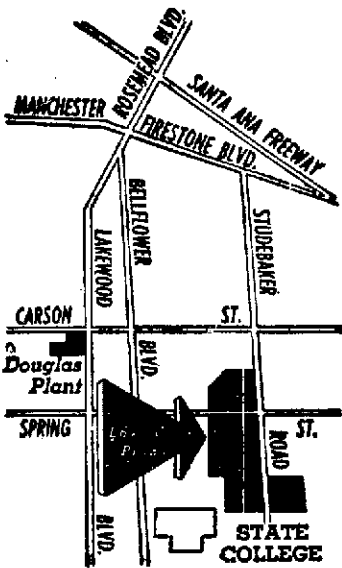 ROSEMEAD BLVD.
SANTA ANA FREEWAY
MANCHESTER
FIRESTONE BLVD.
BELLFLOWER
BLVD.
LAKEWOOD
BLVD.
STUDEBAKER
ROAD
CARSON ST.
Douglas
Plant
SPRING ST.
STATE
COLLEGE